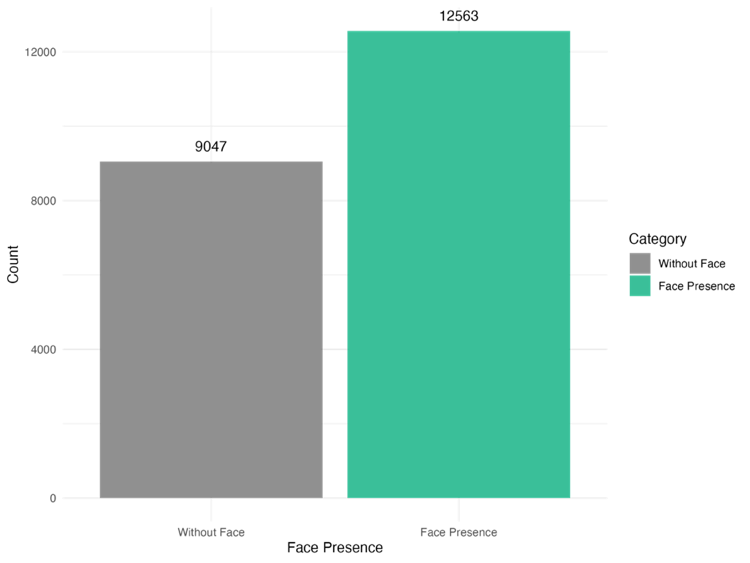 12563
12000
9047
8000
Count
4000
0
Without Face
Face Presence
Face Presence
Category
Without Face
Face Presence